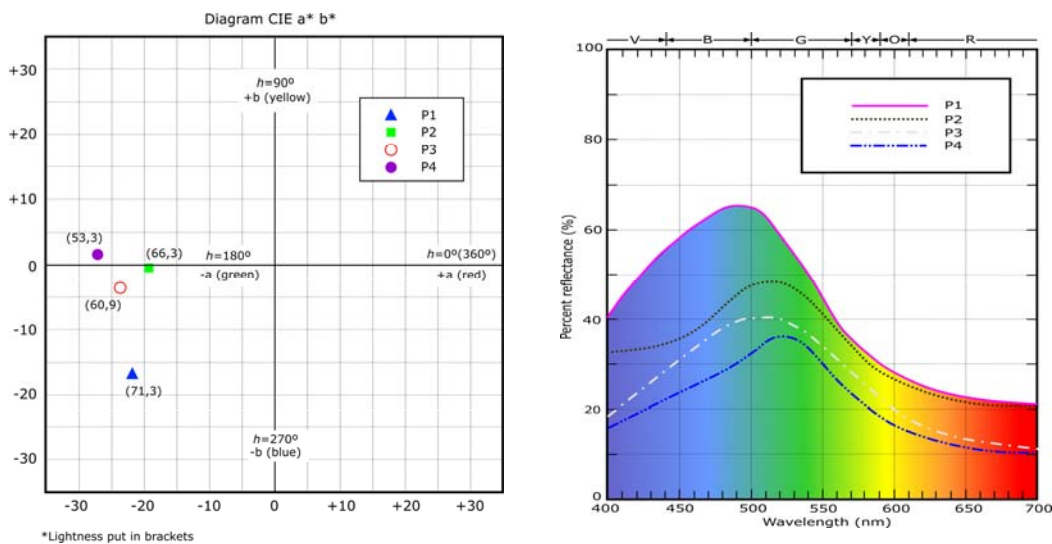 Diagram CIE a* b*
+30
+20
+10
0
-10
-20
-30
-30
-20
-10
0
+10
+20
+30
h=90º
+b (yellow)
P1
P2
P3
P4
(53,3)
(66,3)
h=180º
-a (green)
h=0º(360º)
+a (red)
(60,9)
(71,3)
h=270º
-b (blue)
*Lightness put in brackets
V B G Y O R
Percent reflectance (%)
100
80
60
40
20
0
P1
P2
P3
P4
400 450 500 550 600 650 700
Wavelength (nm)